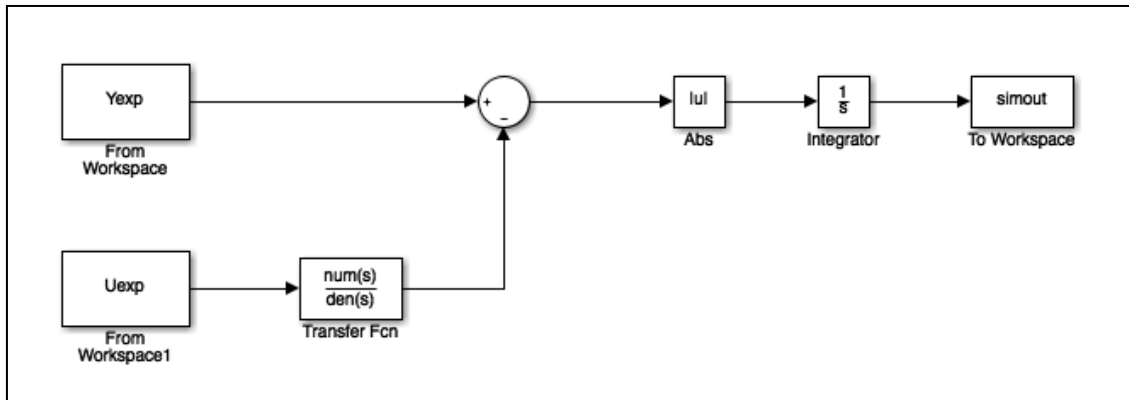 Yexp
From
Workspace
+
−
|u|
Abs
1
s
Integrator
simout
To Workspace
Uexp
From
Workspace1
num(s)
den(s)
Transfer Fcn